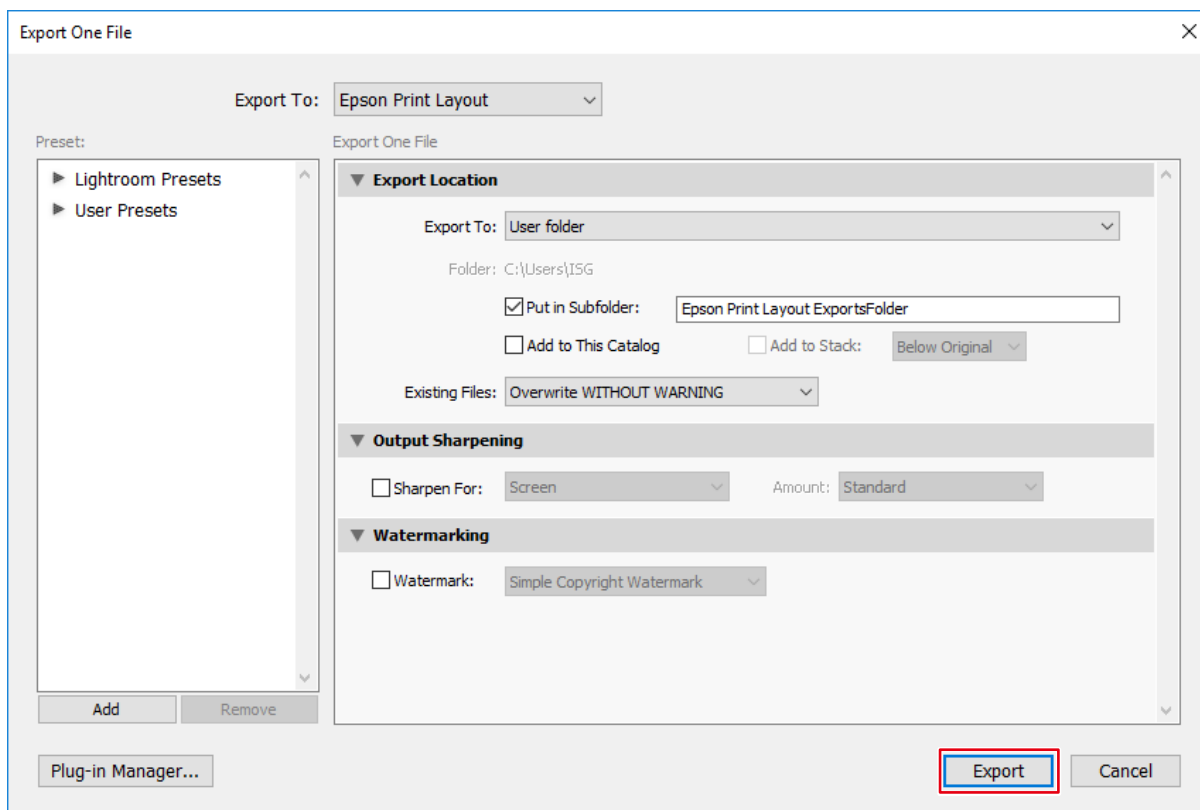 Export One File
Export To: Epson Print Layout
Preset:
Export One File
Lightroom Presets
User Presets
Add
Remove
Export Location
Export To: User folder
Folder: C:\Users\ISG
Put in Subfolder: Epson Print Layout ExportsFolder
Add to This Catalog Add to Stack: Below Original
Existing Files: Overwrite WITHOUT WARNING
Output Sharpening
Sharpen For: Screen Amount: Standard
Watermarking
Watermark: Simple Copyright Watermark
Plug-in Manager...
Export
Cancel